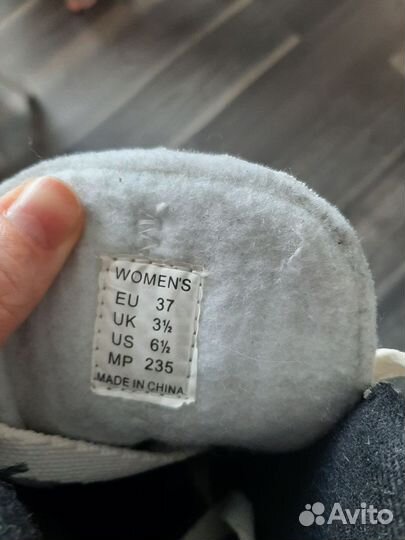 WOMEN'S
EU 37
UK 3½
US 6½
MP 235
MADE IN CHINA
Avito